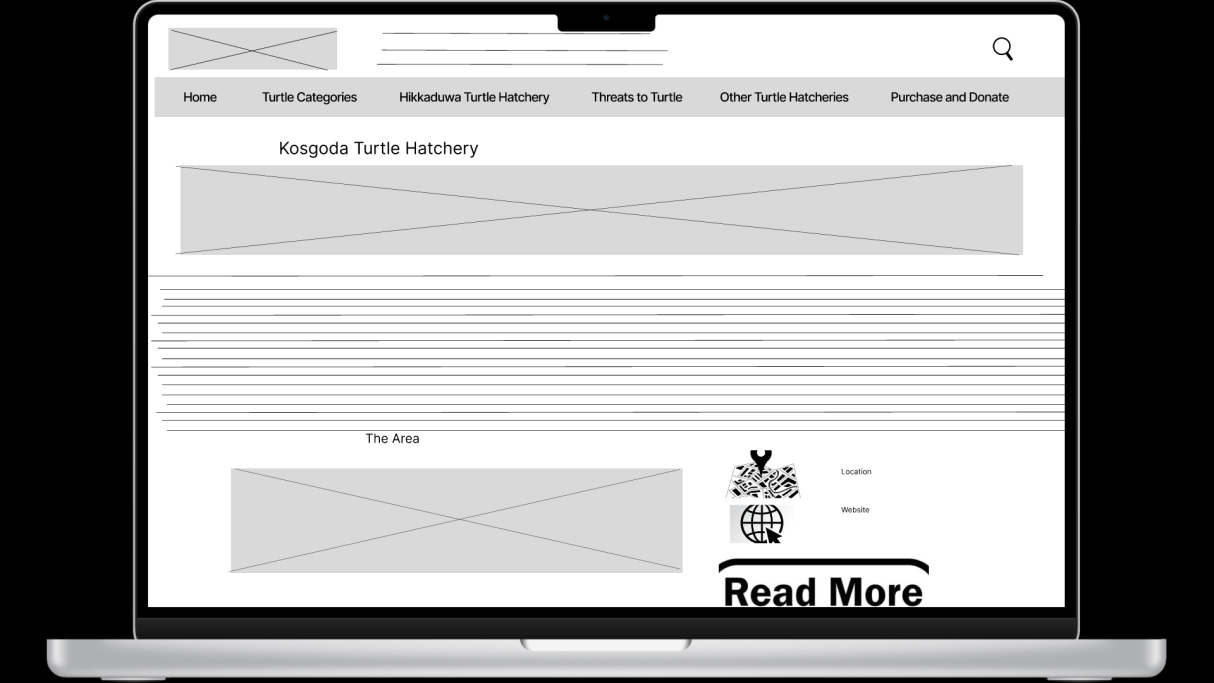 Home Turtle Categories Hikkaduwa Turtle Hatchery Threats to Turtle Other Turtle Hatcheries Purchase and Donate
Kosgoda Turtle Hatchery
The Area
Location
Website
Read More